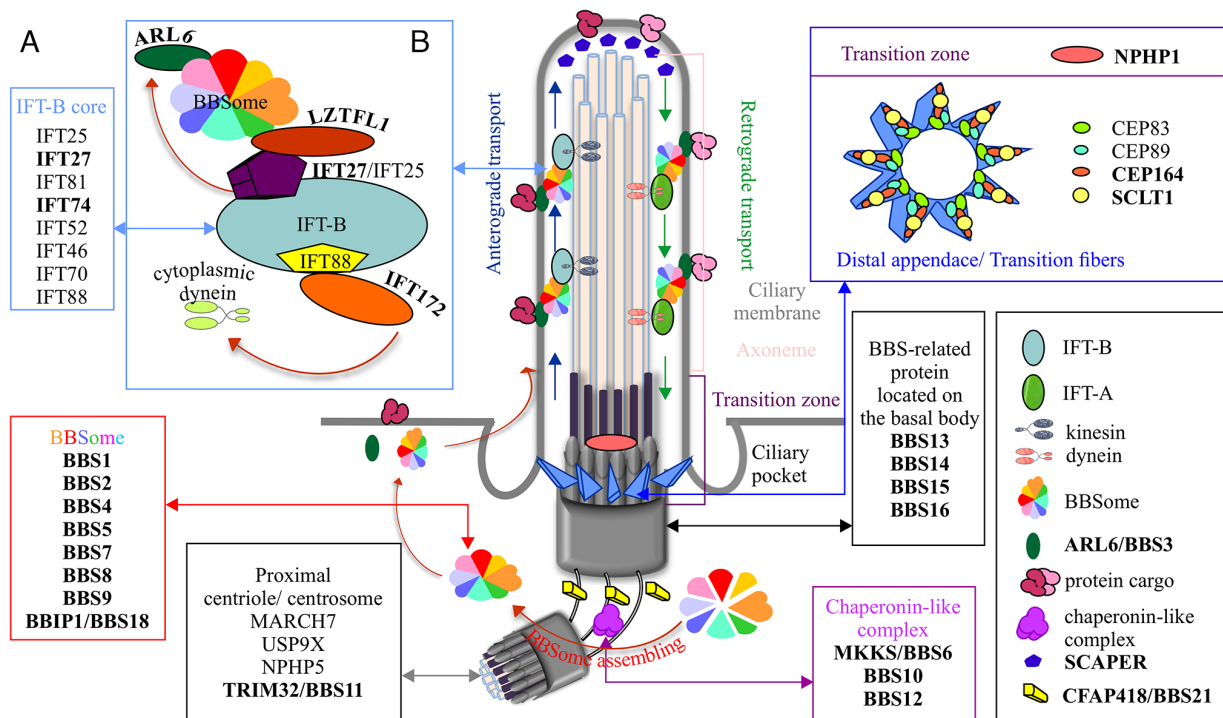 A
B
ARL6
BBSome
LZTFL1
IFT27/IFT25
IFT-B
IFT88
IFT172
cytoplasmic
dynein
IFT-B core
IFT25
IFT27
IFT81
IFT74
IFT52
IFT46
IFT70
IFT88
Anterograde transport
Retrograde transport
Ciliary
membrane
Axoneme
Transition zone
Ciliary
pocket
Transition zone
NPHP1
CEP83
CEP89
CEP164
SCLT1
Distal appendace/ Transition fibers
BBS-related
protein
located on
the basal body
BBS13
BBS14
BBS15
BBS16
IFT-B
IFT-A
kinesin
dynein
BBSome
ARL6/BBS3
protein cargo
chaperonin-like
complex
SCAPER
CFAP418/BBS21
BBSome
BBS1
BBS2
BBS4
BBS5
BBS7
BBS8
BBS9
BBIP1/BBS18
Proximal
centriole/ centrosome
MARCH7
USP9X
NPHP5
TRIM32/BBS11
BBSome assembling
Chaperonin-like
complex
MKKS/BBS6
BBS10
BBS12